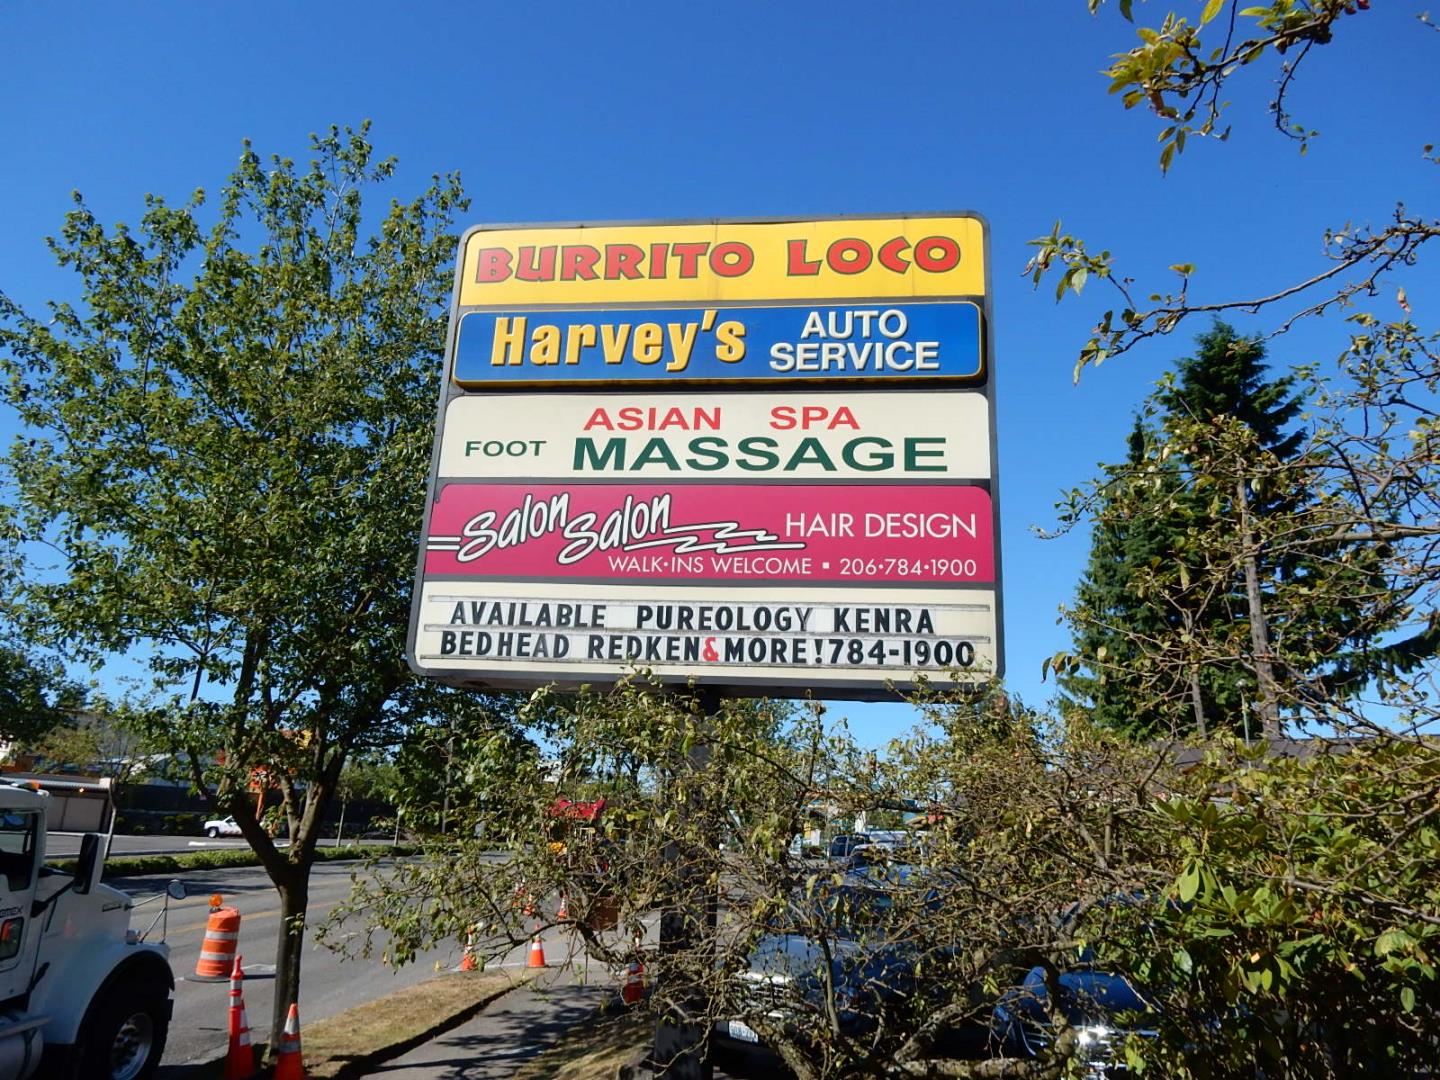 BURRITO LOCO
Harvey's AUTO SERVICE
ASIAN SPA
FOOT MASSAGE
Salon Salon HAIR DESIGN
WALK•INS WELCOME ▪ 206•784•1900
AVAILABLE PUREOLOGY KENRA
BEDHEAD REDKEN&MORE!784-1900